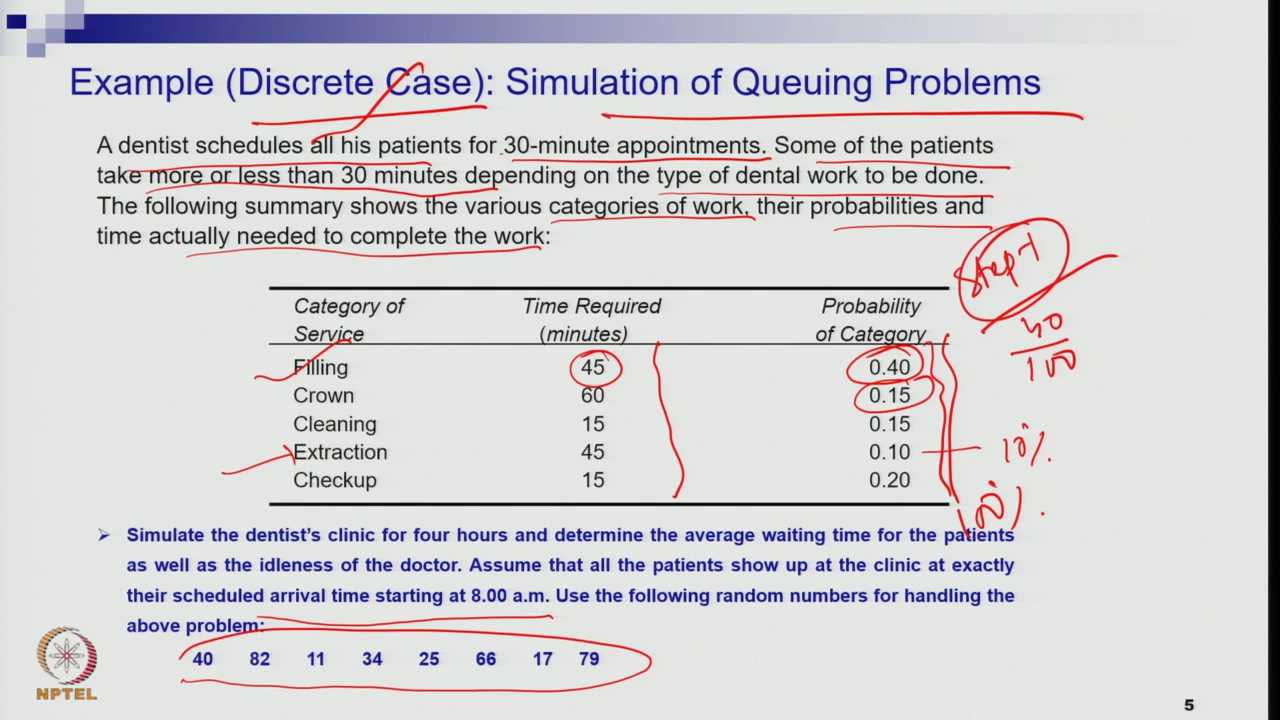 Example (Discrete Case): Simulation of Queuing Problems
A dentist schedules all his patients for 30-minute appointments. Some of the patients
take more or less than 30 minutes depending on the type of dental work to be done.
The following summary shows the various categories of work, their probabilities and
time actually needed to complete the work:
Step-1
Category of Time Required Probability
Service (minutes) of Category
40
100
Filling 45 0.40
Crown 60 0.15
Cleaning 15 0.15
Extraction 45 0.10 10%.
Checkup 15 0.20
100%.
➢ Simulate the dentist's clinic for four hours and determine the average waiting time for the patients
as well as the idleness of the doctor. Assume that all the patients show up at the clinic at exactly
their scheduled arrival time starting at 8.00 a.m. Use the following random numbers for handling the
above problem:
40 82 11 34 25 66 17 79
NPTEL
5